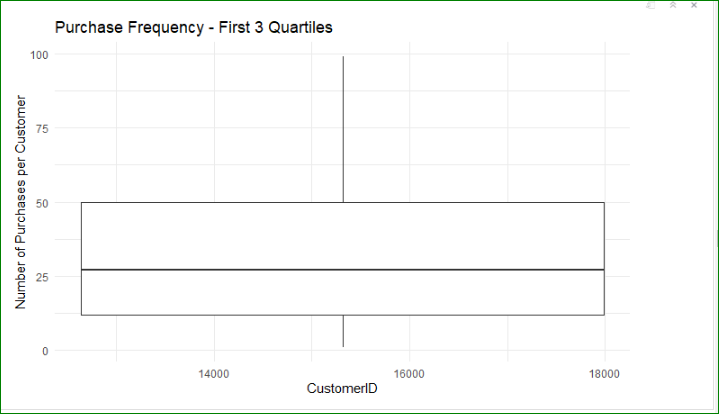 Purchase Frequency - First 3 Quartiles
100
75
50
25
0
Number of Purchases per Customer
14000
16000
18000
CustomerID